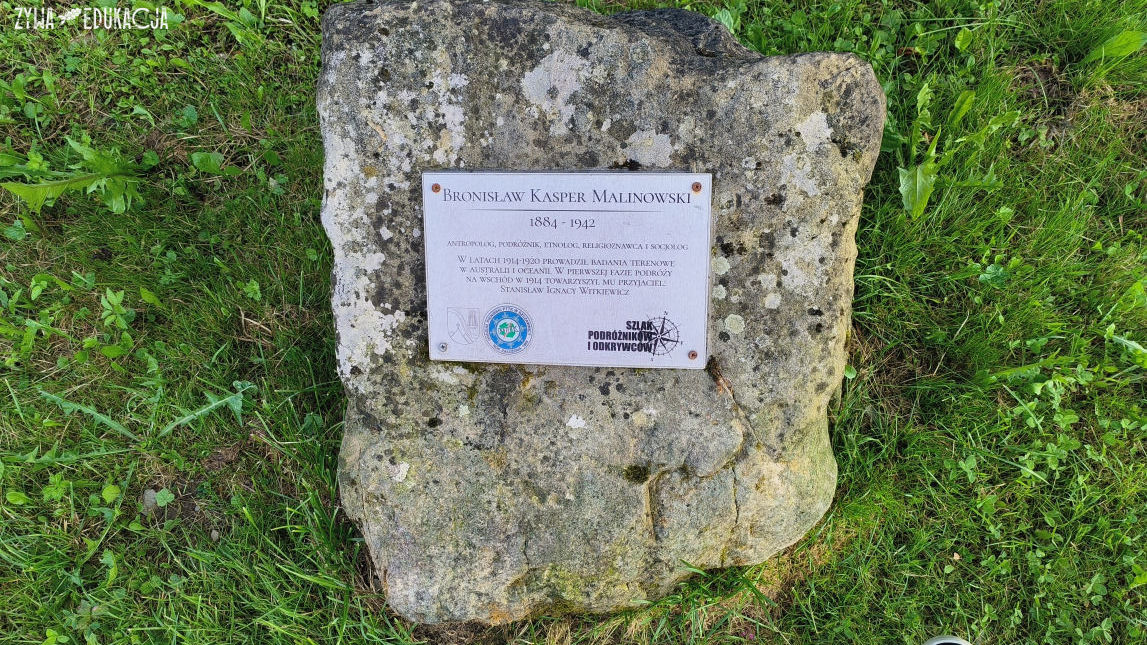 ŻYWA EDUKACJA
Bronisław Kasper Malinowski
1884 - 1942
antropolog, podróżnik, etnolog, religioznawca i socjolog
W latach 1914-1920 prowadził badania terenowe
w Australii i Oceanii. W pierwszej fazie podróży
na wschód w 1914 towarzyszył mu przyjaciel:
Stanisław Ignacy Witkiewicz
SZLAK
PODRÓŻNIKÓW
I ODKRYWCÓW